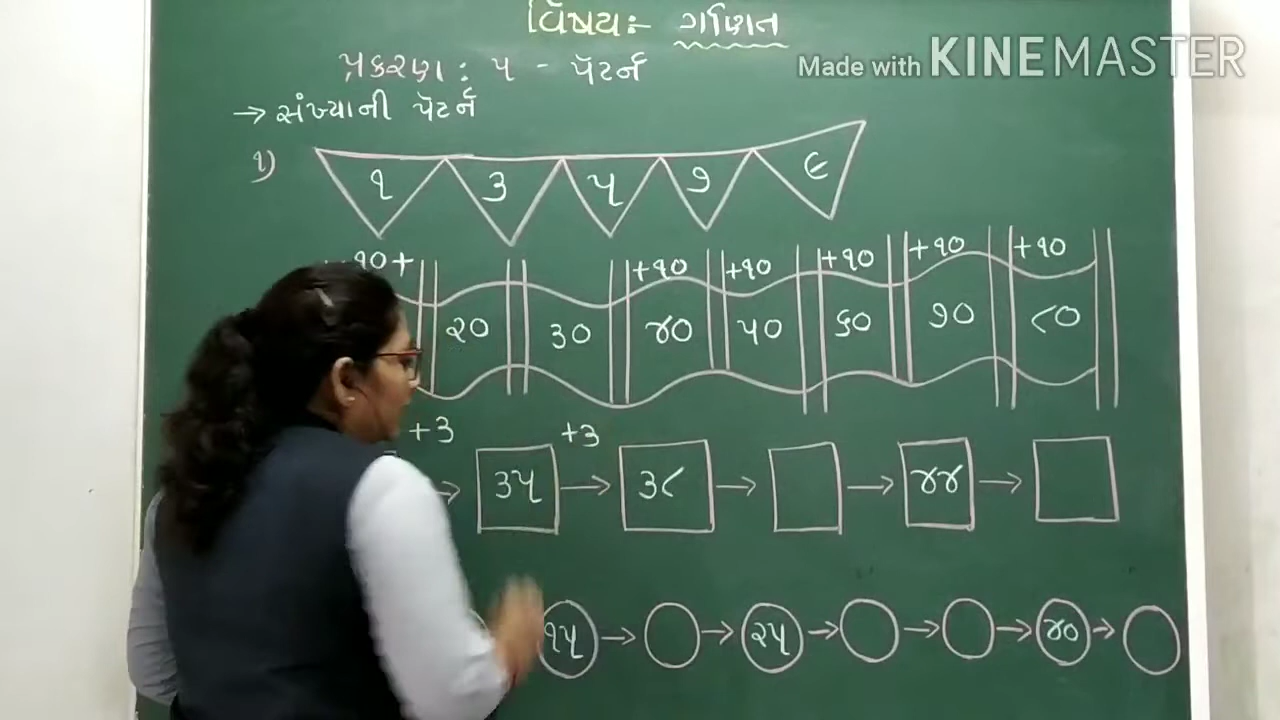 વિષય:- ગણિત
Made with KINEMASTER
પ્રકરણ : ૫ - પૅટર્ન
→ સંખ્યાની પૅટર્ન
૧) ૧ ૩ ૫ ૭ ૯
૧૦+ +૧૦ +૧૦ +૧૦ +૧૦ +૧૦
૨૦ ૩૦ ૪૦ ૫૦ ૬૦ ૭૦ ૮૦
+૩ +૩
→ ૩૫ → ૩૮ → → ૪૪ →
૧૫ → → ૨૫ → → → ૪૦ →